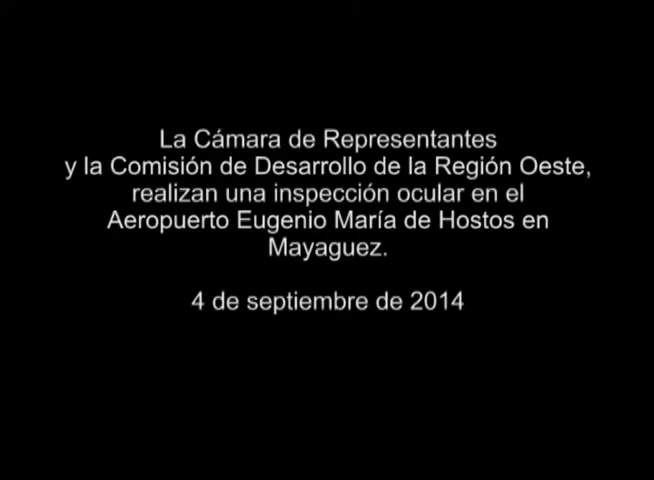 La Cámara de Representantes
y la Comisión de Desarrollo de la Región Oeste,
realizan una inspección ocular en el
Aeropuerto Eugenio María de Hostos en
Mayaguez.
4 de septiembre de 2014